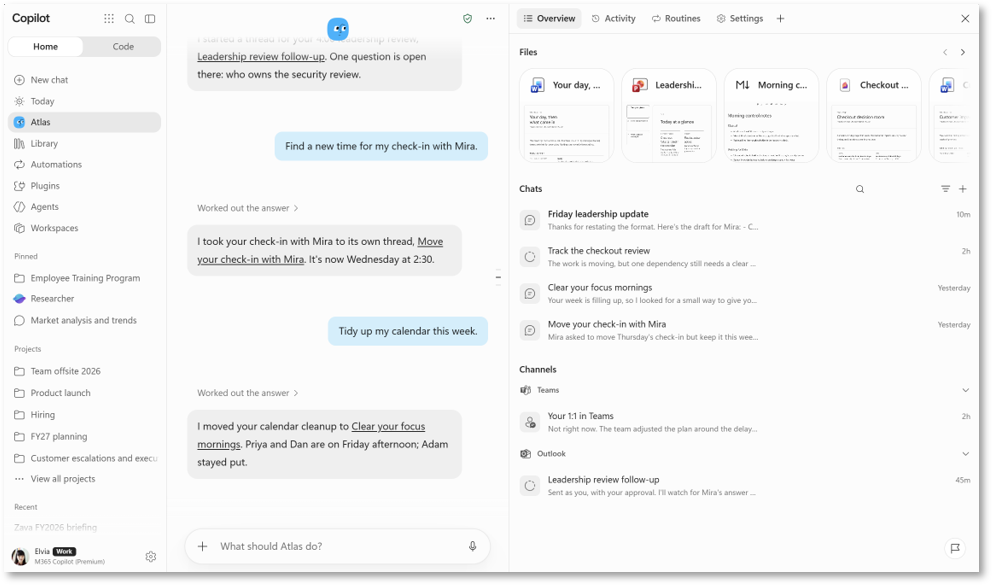 Copilot
Home
Code
New chat
Today
Atlas
Library
Automations
Plugins
Agents
Workspaces
Pinned
Employee Training Program
Researcher
Market analysis and trends
Projects
Team offsite 2026
Product launch
Hiring
FY27 planning
Customer escalations and execu
View all projects
Recent
Zava FY2026 briefing
Elvia Work
M365 Copilot (Premium)
Leadership review follow-up. One question is open
there: who owns the security review.
Find a new time for my check-in with Mira.
Worked out the answer >
I took your check-in with Mira to its own thread, Move
your check-in with Mira. It's now Wednesday at 2:30.
Tidy up my calendar this week.
Worked out the answer >
I moved your calendar cleanup to Clear your focus
mornings. Priya and Dan are on Friday afternoon; Adam
stayed put.
What should Atlas do?
Overview
Activity
Routines
Settings
Files
Your day, ...
Leadershi...
Morning c...
Checkout ...
Today at a glance
Morning control notes
Checkout decision room
Chats
Friday leadership update
10m
Thanks for restating the format. Here's the draft for Mira: - C...
Track the checkout review
2h
The work is moving, but one dependency still needs a clear ...
Clear your focus mornings
Yesterday
Your week is filling up, so I looked for a small way to give yo...
Move your check-in with Mira
Yesterday
Mira asked to move Thursday's check-in but keep it this wee...
Channels
Teams
Your 1:1 in Teams
2h
Not right now. The team adjusted the plan around the delay...
Outlook
Leadership review follow-up
45m
Sent as you, with your approval. I'll watch for Mira's answer ...